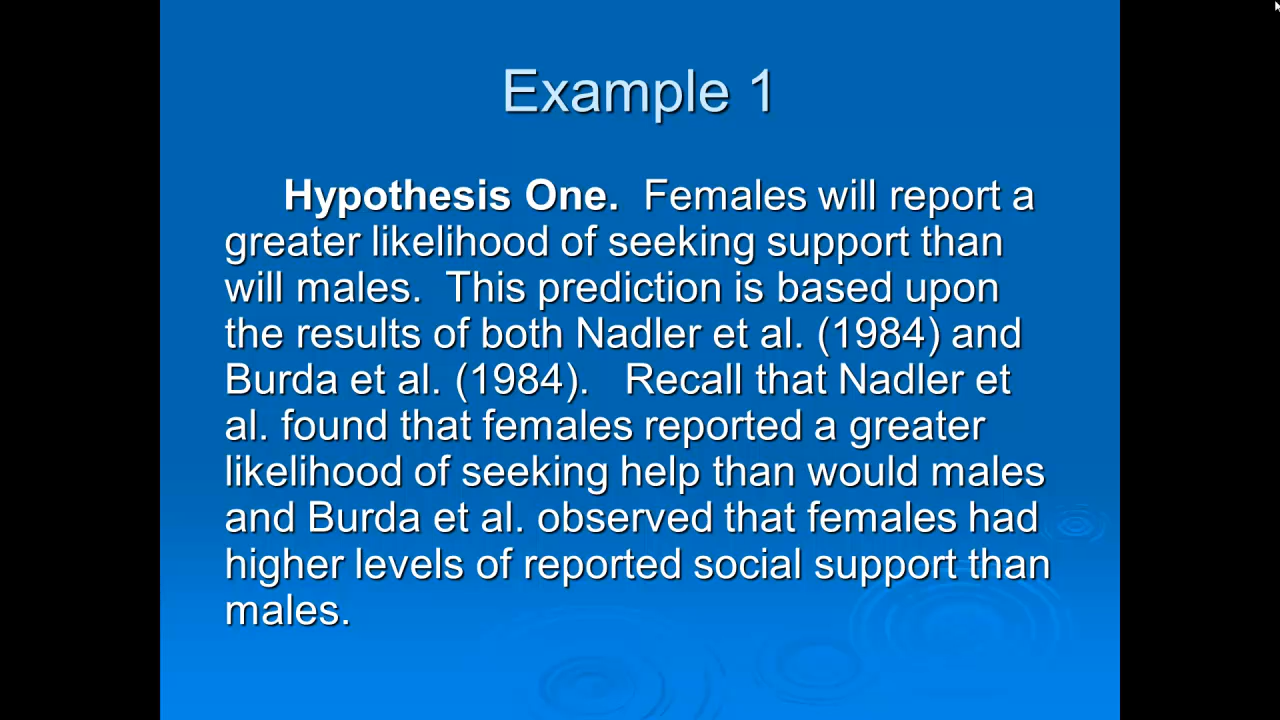 Example 1
Hypothesis One.  Females will report a
greater likelihood of seeking support than
will males.  This prediction is based upon
the results of both Nadler et al. (1984) and
Burda et al. (1984).   Recall that Nadler et
al. found that females reported a greater
likelihood of seeking help than would males
and Burda et al. observed that females had
higher levels of reported social support than
males.